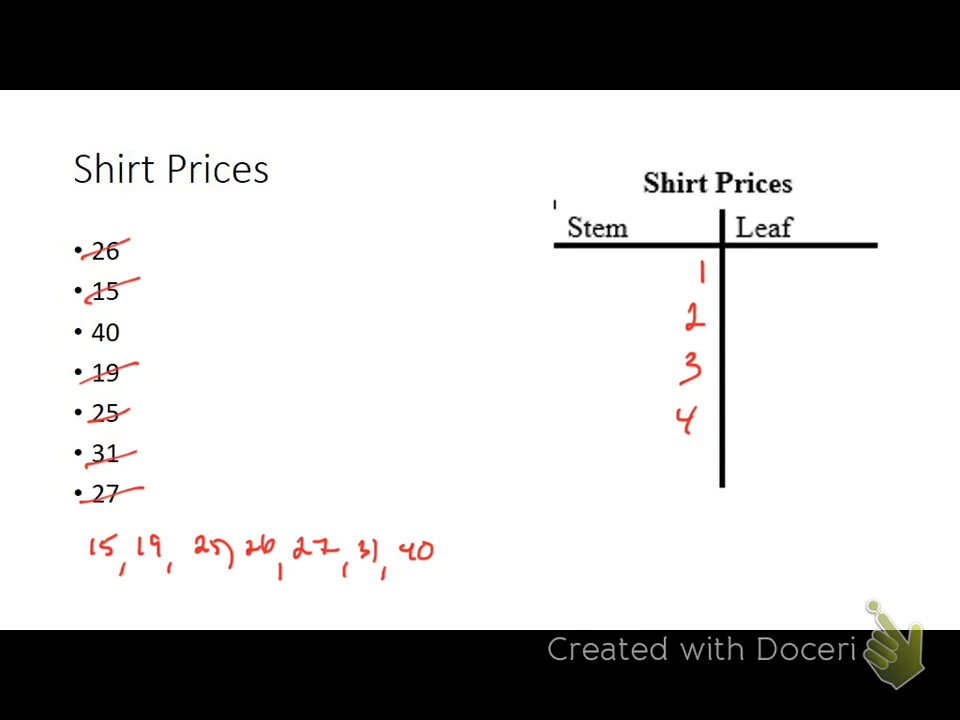 Shirt Prices
• 26
• 15
• 40
• 19
• 25
• 31
• 27
15, 19, 25, 26, 27, 31, 40
Shirt Prices
Stem Leaf
1
2
3
4
Created with Doceri